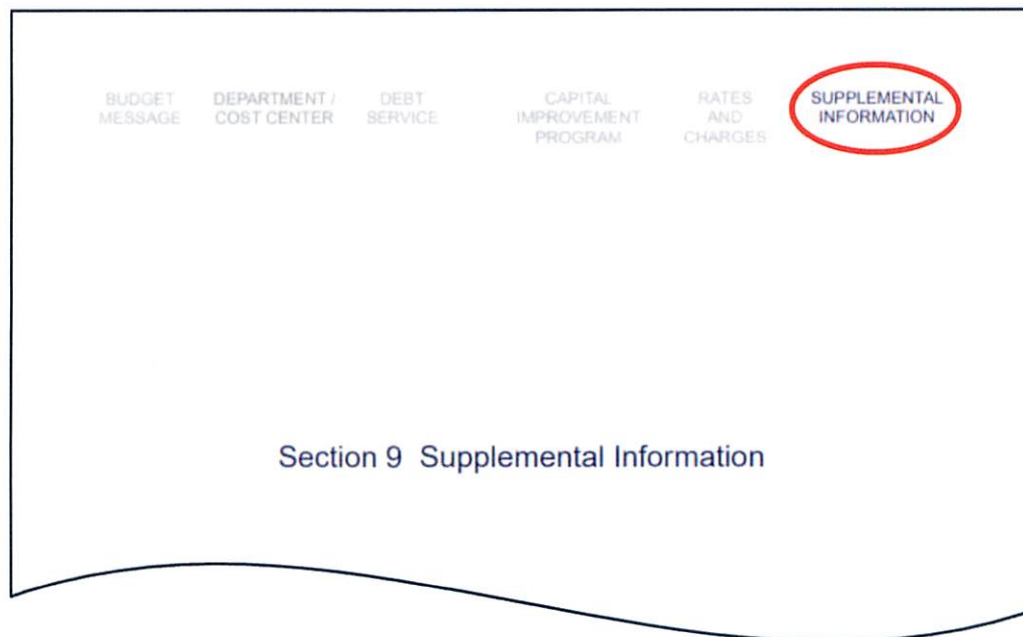 BUDGET
MESSAGE
DEPARTMENT /
COST CENTER
DEBT
SERVICE
CAPITAL
IMPROVEMENT
PROGRAM
RATES
AND
CHARGES
SUPPLEMENTAL
INFORMATION
Section 9 Supplemental Information